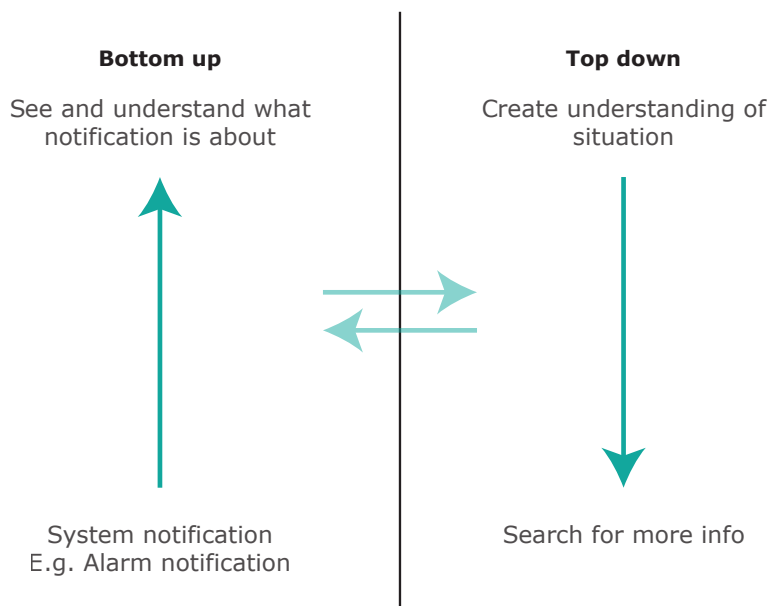 Bottom up
See and understand what
notification is about
System notification
E.g. Alarm notification
Top down
Create understanding of
situation
Search for more info